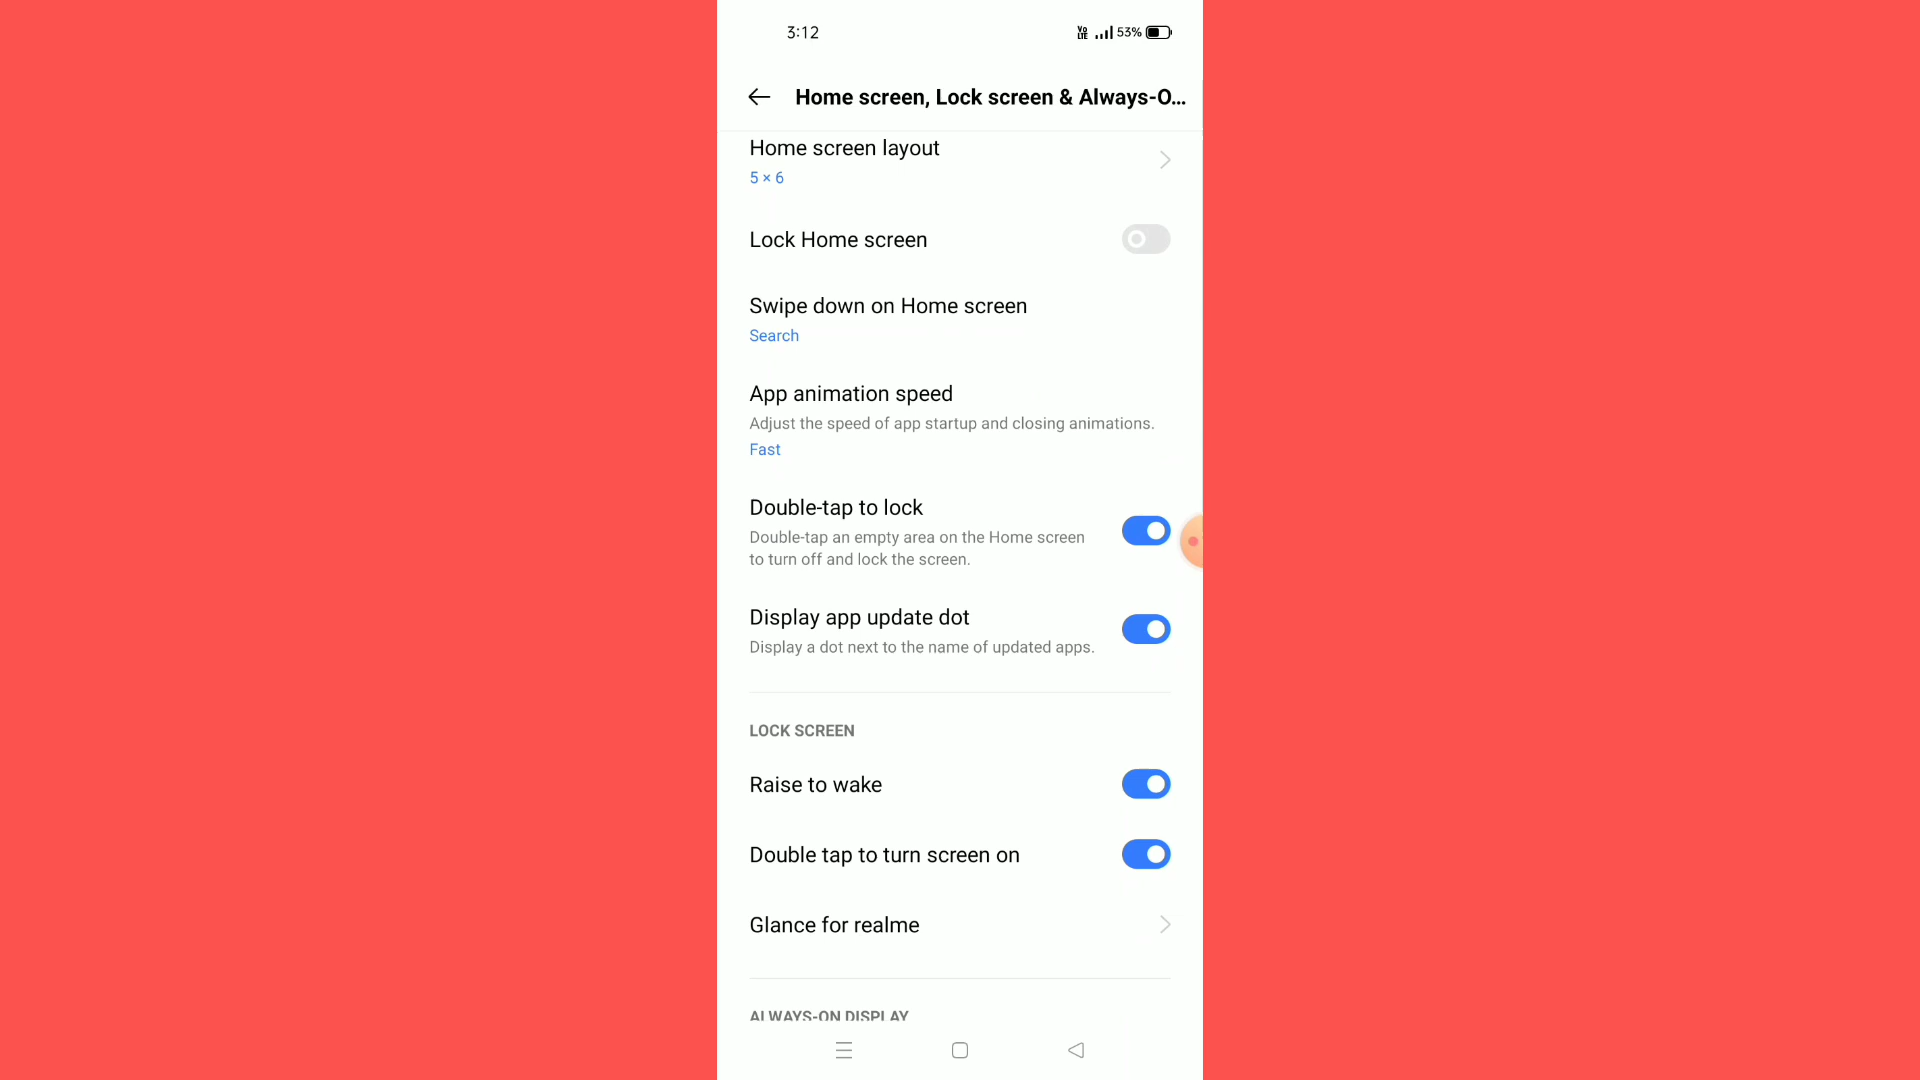 3:12
Vo LTE 53%
Home screen, Lock screen & Always-O...
Home screen layout
5 × 6
Lock Home screen
Swipe down on Home screen
Search
App animation speed
Adjust the speed of app startup and closing animations.
Fast
Double-tap to lock
Double-tap an empty area on the Home screen
to turn off and lock the screen.
Display app update dot
Display a dot next to the name of updated apps.
LOCK SCREEN
Raise to wake
Double tap to turn screen on
Glance for realme
ALWAYS-ON DISPLAY